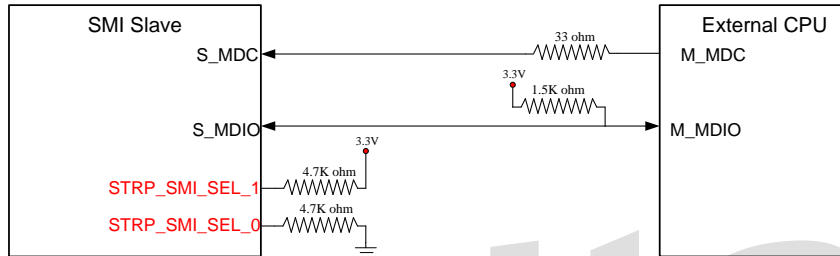 SMI Slave
External CPU
33 ohm
S_MDC
M_MDC
3.3V
1.5K ohm
S_MDIO
M_MDIO
3.3V
4.7K ohm
STRP_SMI_SEL_1
4.7K ohm
STRP_SMI_SEL_0